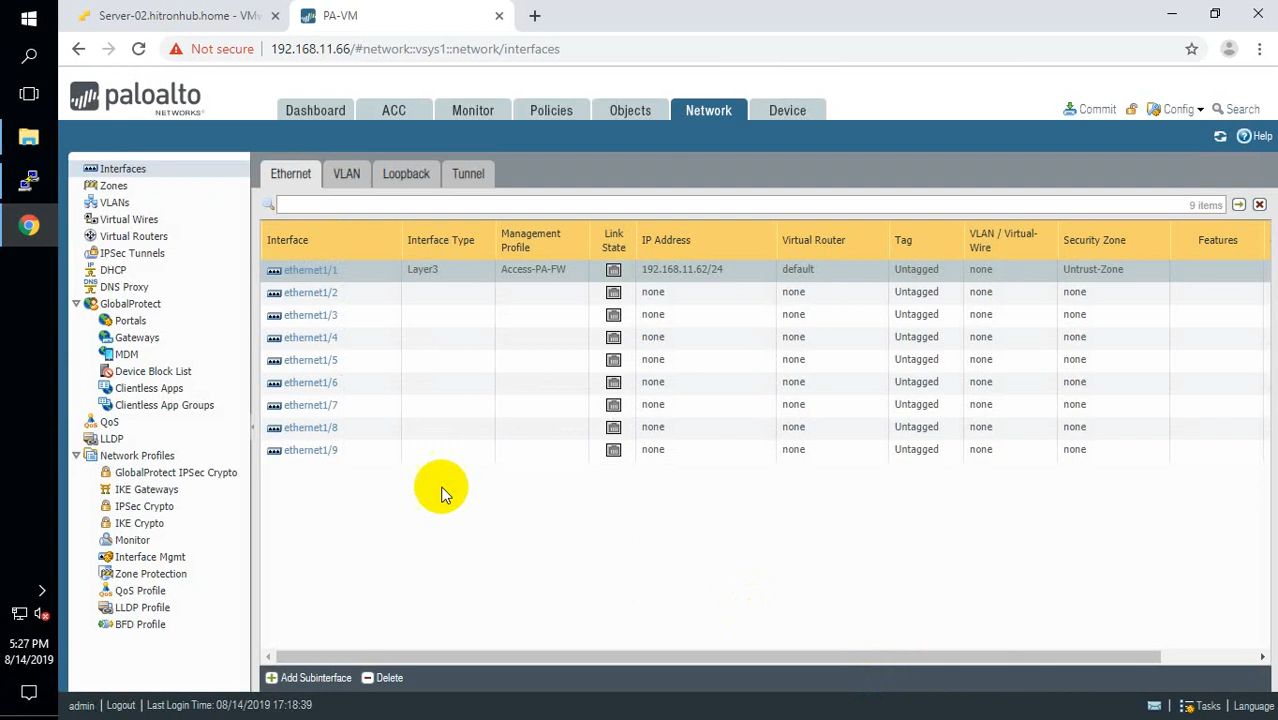 Server-02.hitronhub.home - VMw
PA-VM
Not secure
192.168.11.66/#network::vsys1::network/interfaces
paloalto
NETWORKS
Dashboard
ACC
Monitor
Policies
Objects
Network
Device
Commit
Config
Search
Help
Interfaces
Zones
VLANs
Virtual Wires
Virtual Routers
IPSec Tunnels
DHCP
DNS Proxy
GlobalProtect
Portals
Gateways
MDM
Device Block List
Clientless Apps
Clientless App Groups
QoS
LLDP
Network Profiles
GlobalProtect IPSec Crypto
IKE Gateways
IPSec Crypto
IKE Crypto
Monitor
Interface Mgmt
Zone Protection
QoS Profile
LLDP Profile
BFD Profile
Ethernet
VLAN
Loopback
Tunnel
9 items
Interface Interface Type Management Profile Link State IP Address Virtual Router Tag VLAN / Virtual-Wire Security Zone Features
ethernet1/1 Layer3 Access-PA-FW 192.168.11.62/24 default Untagged none Untrust-Zone
ethernet1/2 none none Untagged none none
ethernet1/3 none none Untagged none none
ethernet1/4 none none Untagged none none
ethernet1/5 none none Untagged none none
ethernet1/6 none none Untagged none none
ethernet1/7 none none Untagged none none
ethernet1/8 none none Untagged none none
ethernet1/9 none none Untagged none none
Add Subinterface
Delete
admin
Logout
Last Login Time: 08/14/2019 17:18:39
Tasks
Language
5:27 PM
8/14/2019